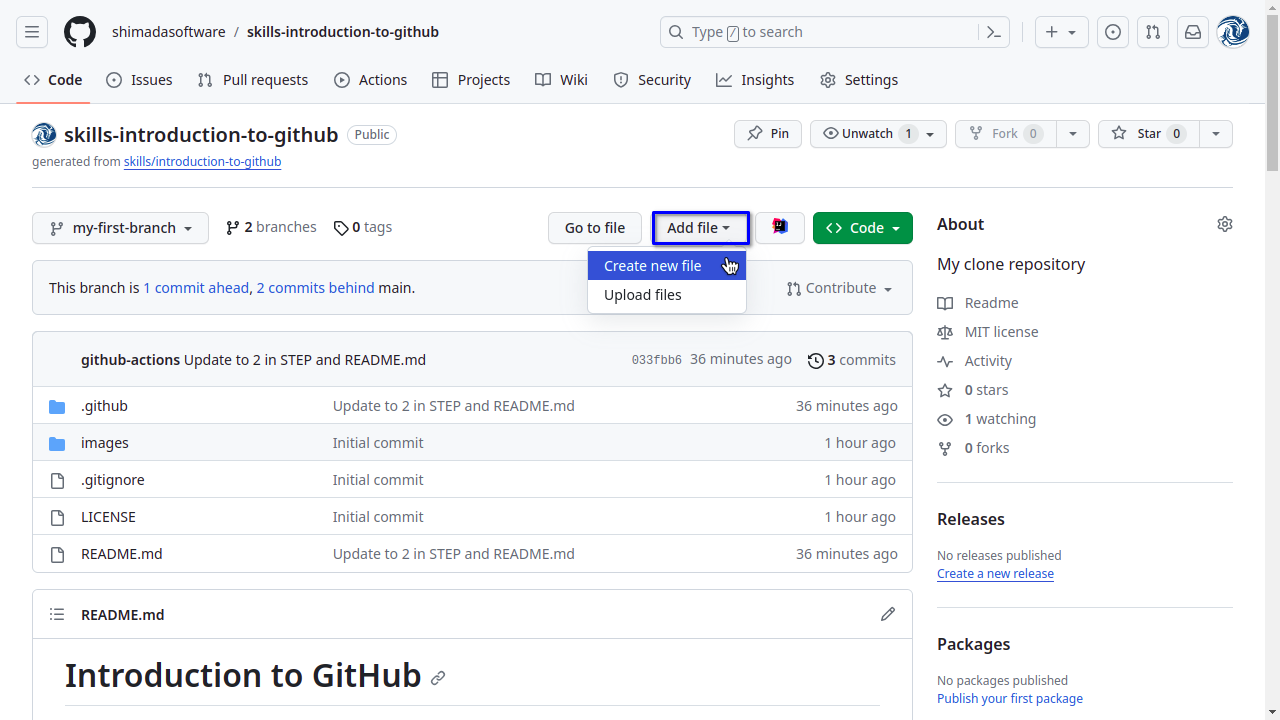 shimadasoftware / skills-introduction-to-github
Type / to search
Code Issues Pull requests Actions Projects Wiki Security Insights Settings
skills-introduction-to-github Public
Pin Unwatch 1 Fork 0 Star 0
generated from skills/introduction-to-github
my-first-branch 2 branches 0 tags Go to file Add file Code
Create new file
Upload files
This branch is 1 commit ahead, 2 commits behind main.
Contribute
github-actions Update to 2 in STEP and README.md 033fbb6 36 minutes ago 3 commits
.github Update to 2 in STEP and README.md 36 minutes ago
images Initial commit 1 hour ago
.gitignore Initial commit 1 hour ago
LICENSE Initial commit 1 hour ago
README.md Update to 2 in STEP and README.md 36 minutes ago
README.md
Introduction to GitHub
About
My clone repository
Readme
MIT license
Activity
0 stars
1 watching
0 forks
Releases
No releases published
Create a new release
Packages
No packages published
Publish your first package